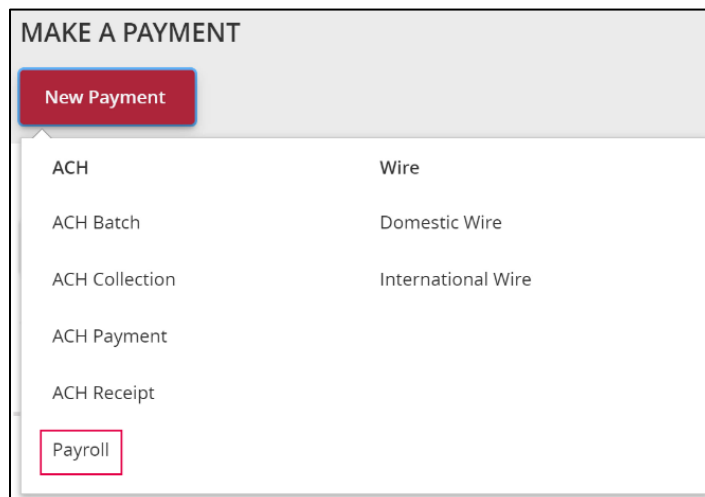 MAKE A PAYMENT
New Payment
ACH
Wire
ACH Batch
Domestic Wire
ACH Collection
International Wire
ACH Payment
ACH Receipt
Payroll